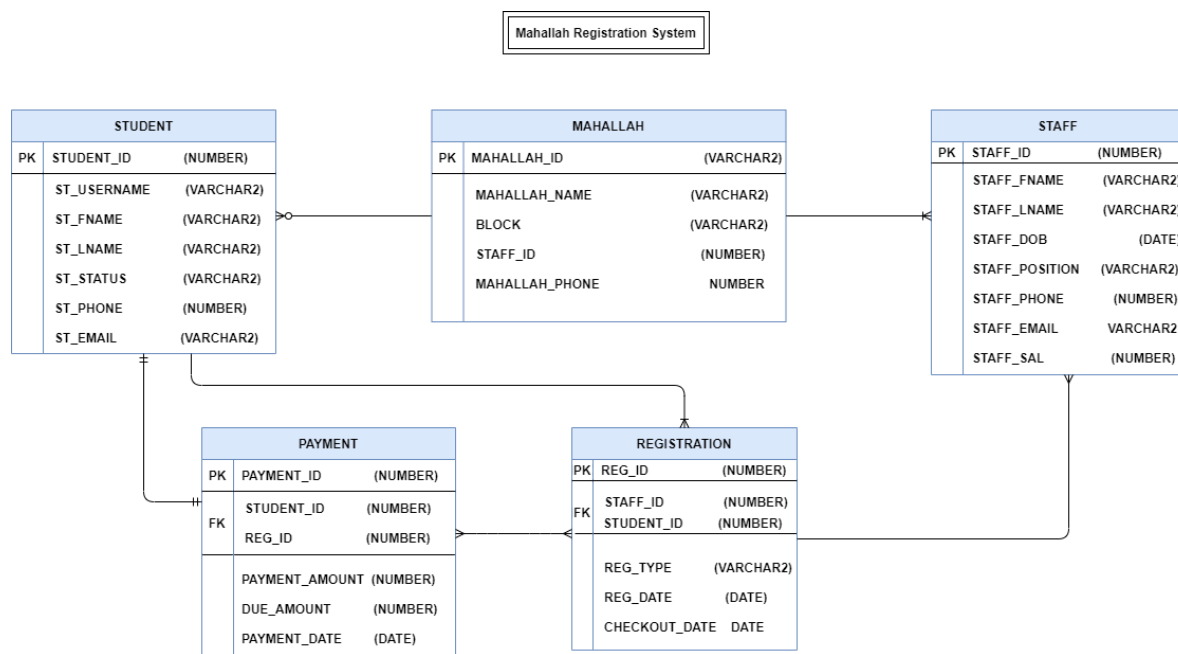 Mahallah Registration System
STUDENT
PK STUDENT_ID (NUMBER)
ST_USERNAME (VARCHAR2)
ST_FNAME (VARCHAR2)
ST_LNAME (VARCHAR2)
ST_STATUS (VARCHAR2)
ST_PHONE (NUMBER)
ST_EMAIL (VARCHAR2)
MAHALLAH
PK MAHALLAH_ID (VARCHAR2)
MAHALLAH_NAME (VARCHAR2)
BLOCK (VARCHAR2)
STAFF_ID (NUMBER)
MAHALLAH_PHONE NUMBER
STAFF
PK STAFF_ID (NUMBER)
STAFF_FNAME (VARCHAR2)
STAFF_LNAME (VARCHAR2)
STAFF_DOB (DATE)
STAFF_POSITION (VARCHAR2)
STAFF_PHONE (NUMBER)
STAFF_EMAIL VARCHAR2
STAFF_SAL (NUMBER)
PAYMENT
PK PAYMENT_ID (NUMBER)
STUDENT_ID (NUMBER)
FK
REG_ID (NUMBER)
PAYMENT_AMOUNT (NUMBER)
DUE_AMOUNT (NUMBER)
PAYMENT_DATE (DATE)
REGISTRATION
PK REG_ID (NUMBER)
STAFF_ID (NUMBER)
FK
STUDENT_ID (NUMBER)
REG_TYPE (VARCHAR2)
REG_DATE (DATE)
CHECKOUT_DATE DATE